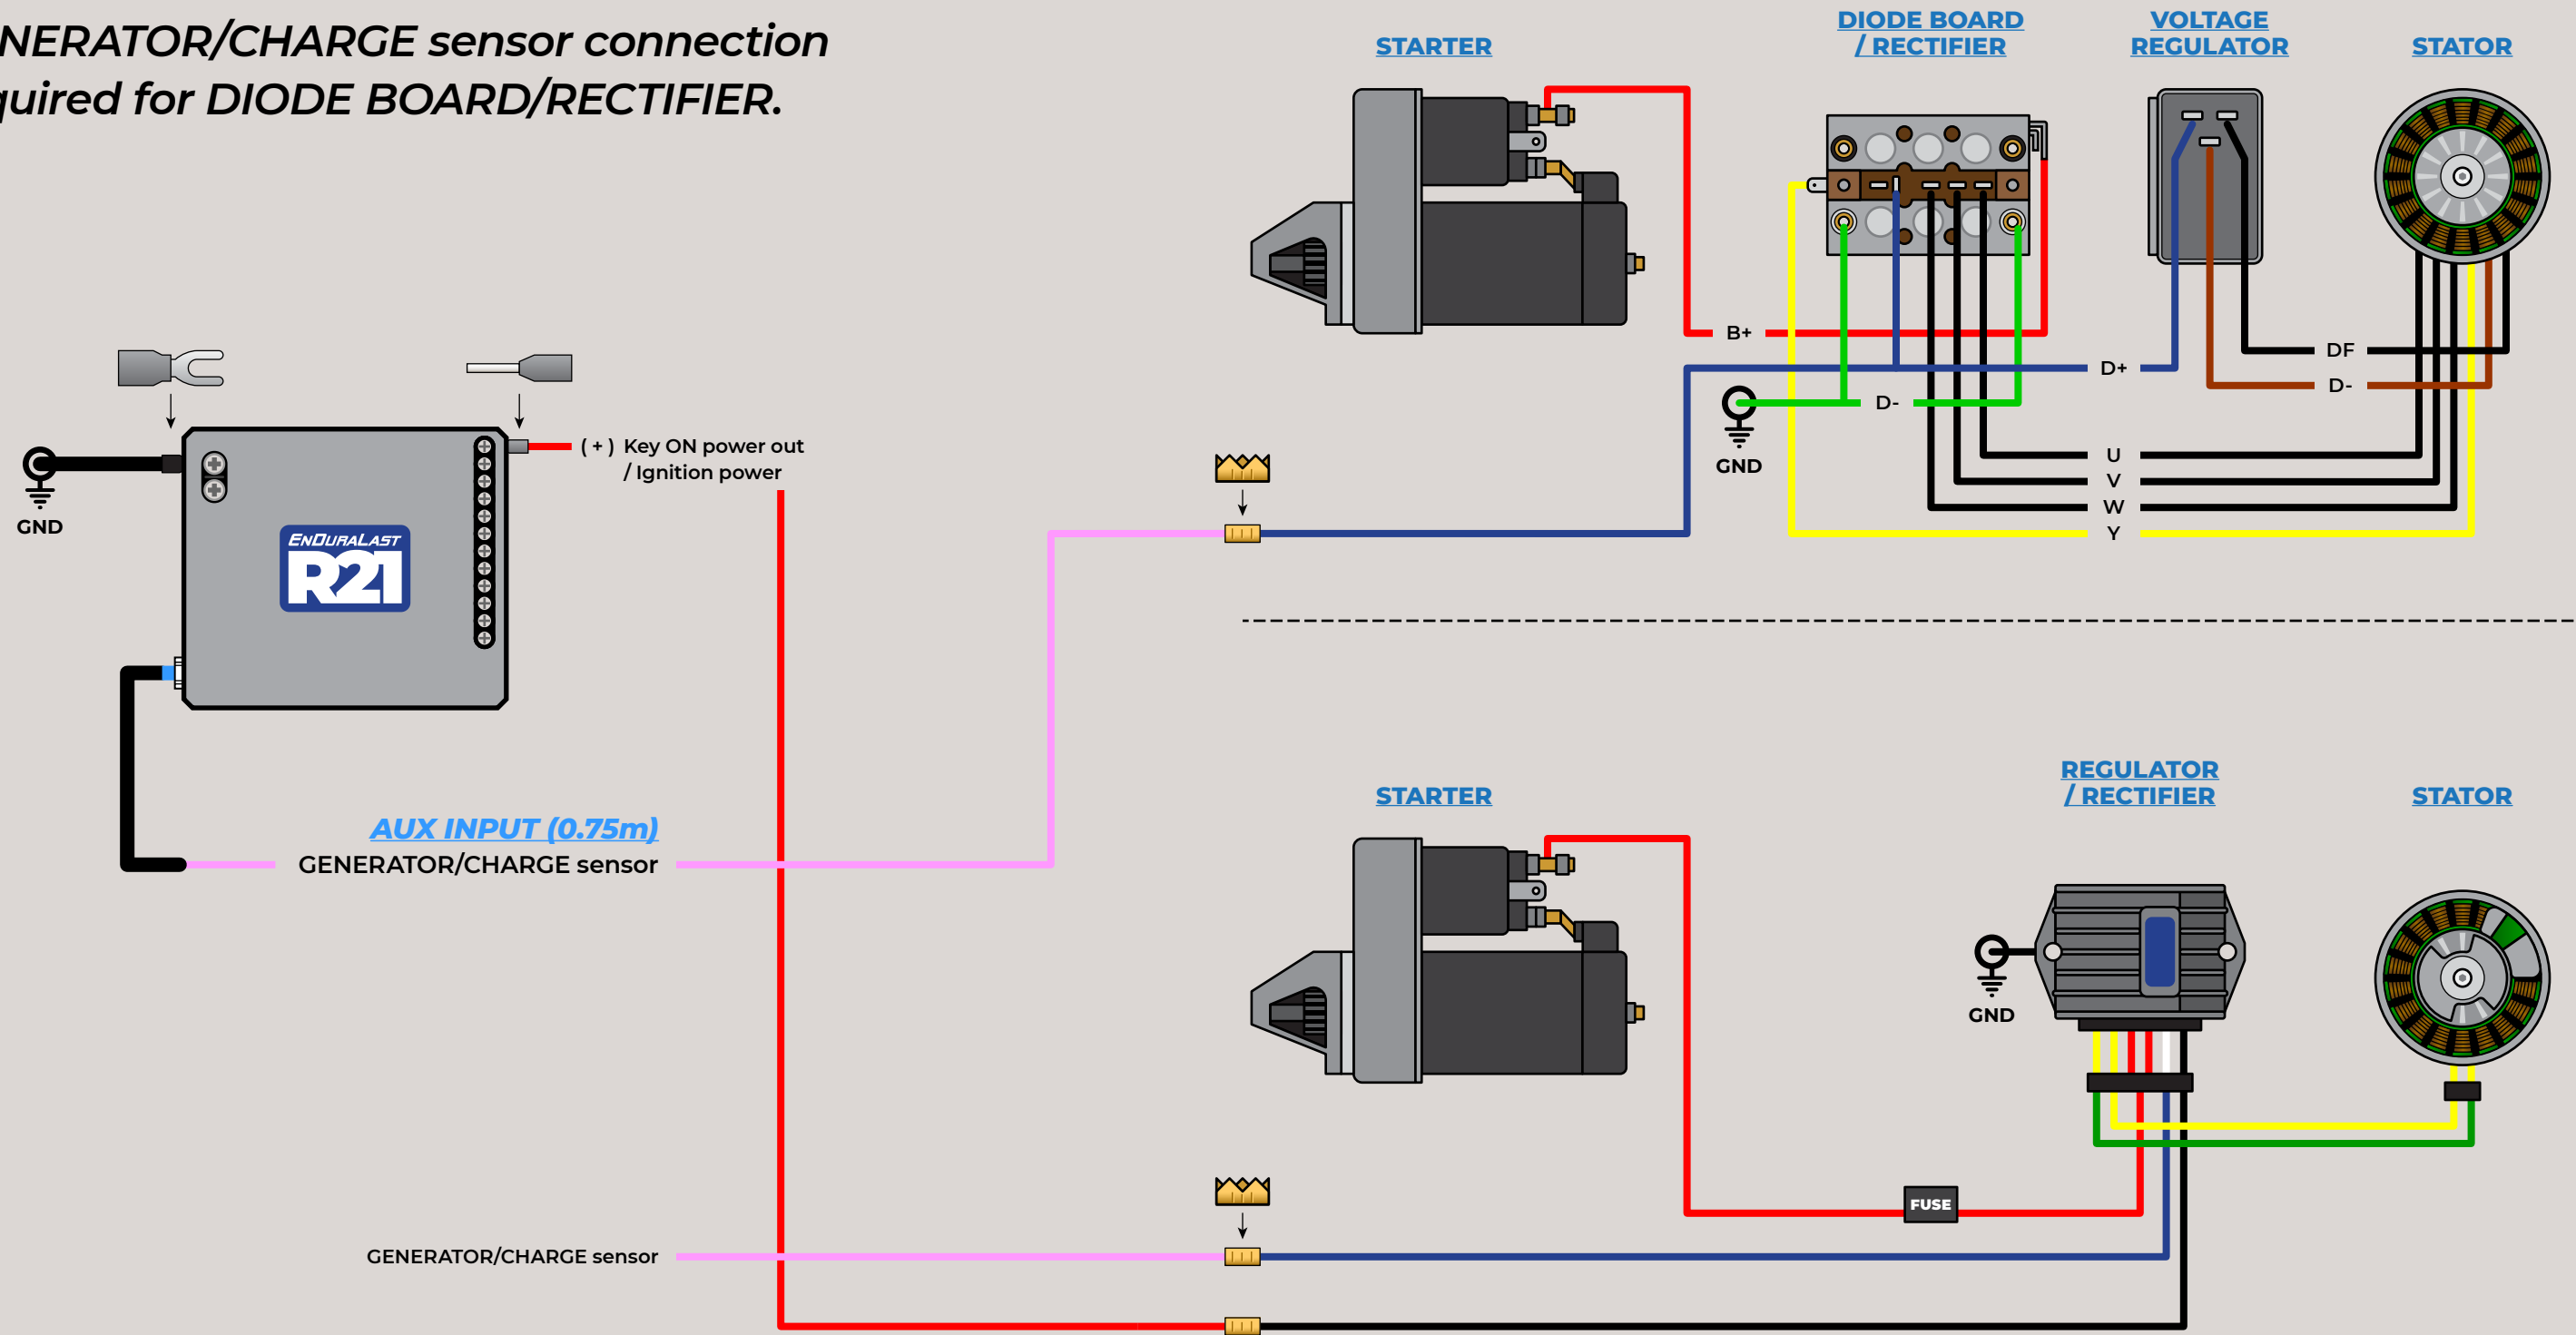 NERATOR/CHARGE sensor connection
quired for DIODE BOARD/RECTIFIER.
STARTER
DIODE BOARD
/ RECTIFIER
VOLTAGE
REGULATOR
STATOR
B+
D+
DF
D-
D-
GND
U
V
W
Y
( + ) Key ON power out
/ Ignition power
GND
ENDURALAST
R21
AUX INPUT (0.75m)
GENERATOR/CHARGE sensor
STARTER
REGULATOR
/ RECTIFIER
STATOR
GND
FUSE
GENERATOR/CHARGE sensor